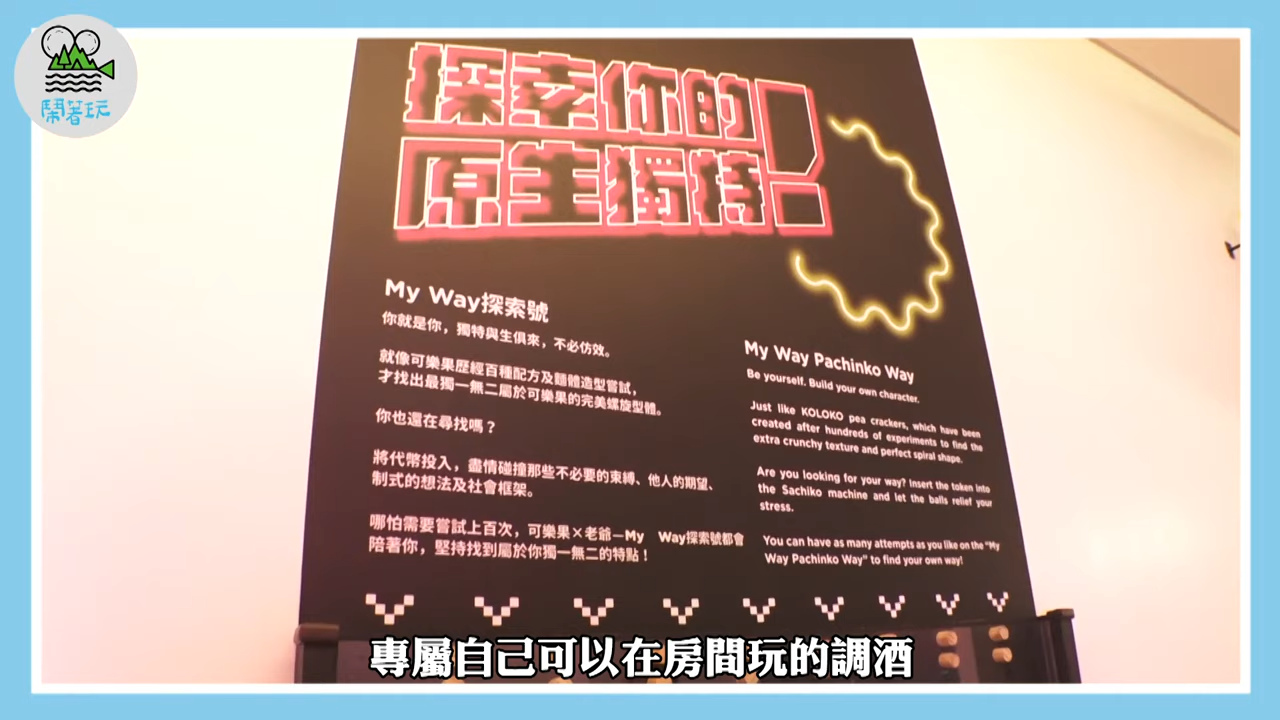 鬧著玩
探索你的
原生獨特!
My Way探索號
你就是你，獨特與生俱來，不必仿效。
就像可樂果歷經百種配方及麵體造型嘗試，
才找出最獨一無二屬於可樂果的完美螺旋型體。
你也還在尋找嗎？
將代幣投入，盡情碰撞那些不必要的束縛、他人的期望、
制式的想法及社會框架。
哪怕需要嘗試上百次，可樂果×老爺—My Way探索號都會
陪著你，堅持找到屬於你獨一無二的特點！
My Way Pachinko Way
Be yourself. Build your own character.
Just like KOLOKO pea crackers, which have been
created after hundreds of experiments to find the
extra crunchy texture and perfect spiral shape.
Are you looking for your way? Insert the token into
the Sachiko machine and let the balls relief your
stress.
You can have as many attempts as you like on the "My
Way Pachinko Way" to find your own way!
專屬自己可以在房間玩的調酒